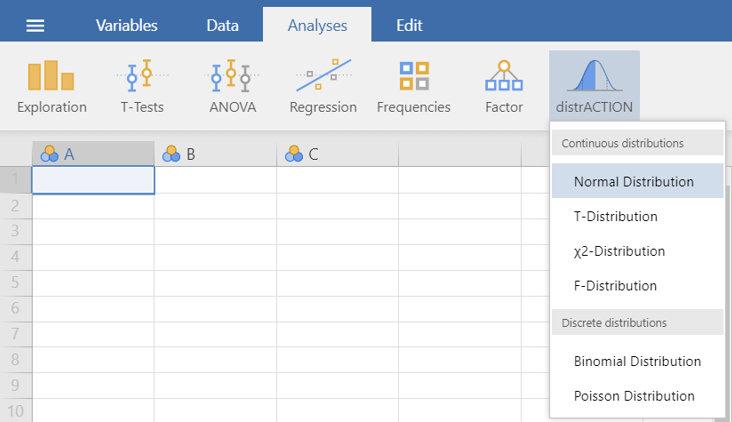 Variables Data Analyses Edit
Exploration T-Tests ANOVA Regression Frequencies Factor distrACTION
Continuous distributions
A B C
1
Normal Distribution
2
T-Distribution
3
4
χ2-Distribution
5
F-Distribution
6
7
Discrete distributions
8
Binomial Distribution
9
Poisson Distribution
10